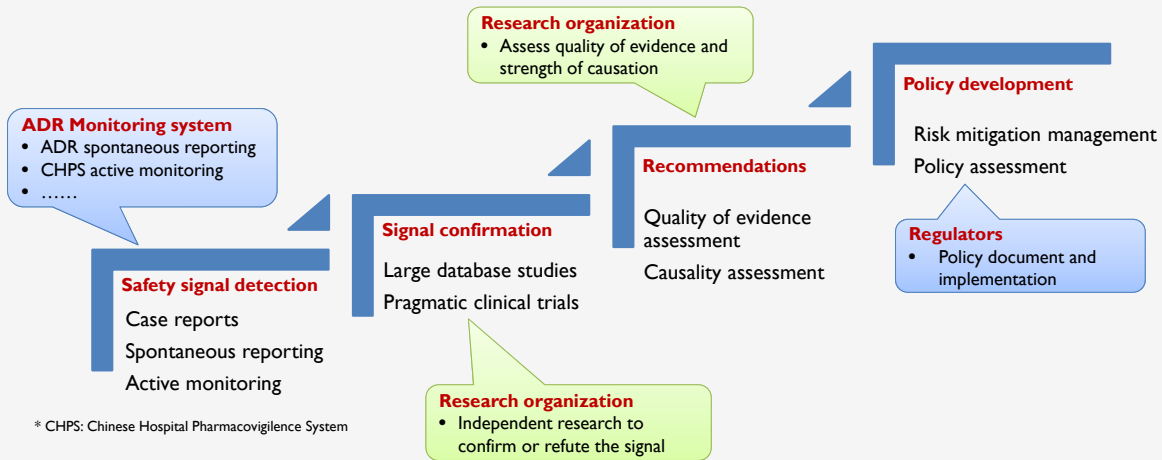 ADR Monitoring system
• ADR spontaneous reporting
• CHPS active monitoring
• ……
Safety signal detection
Case reports
Spontaneous reporting
Active monitoring
Signal confirmation
Large database studies
Pragmatic clinical trials
Research organization
• Independent research to
confirm or refute the signal
Research organization
• Assess quality of evidence and
strength of causation
Recommendations
Quality of evidence
assessment
Causality assessment
Policy development
Risk mitigation management
Policy assessment
Regulators
• Policy document and
implementation
* CHPS: Chinese Hospital Pharmacovigilence System